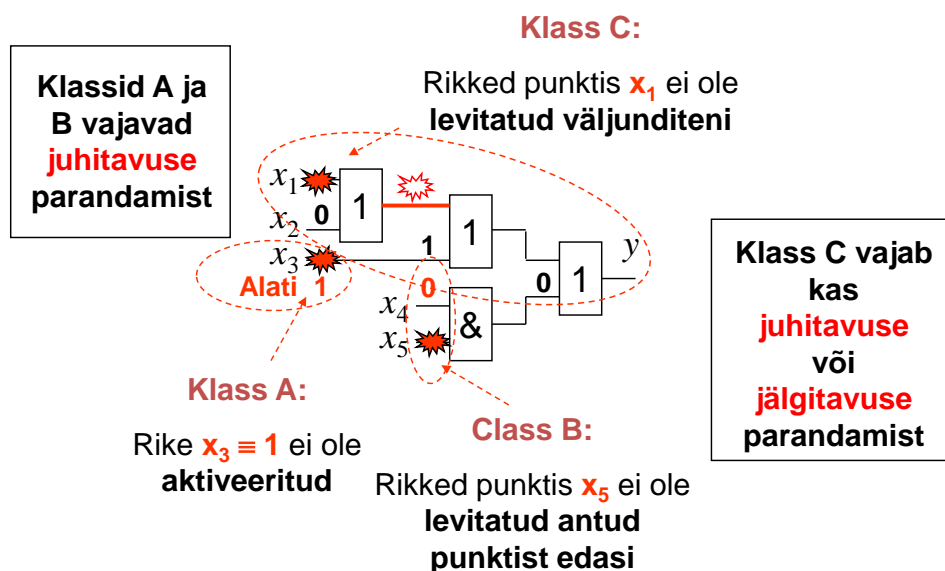 Klass C:
Rikked punktis x1 ei ole
levitatud väljunditeni
Klassid A ja
B vajavad
juhitavuse
parandamist
x1
0
x2
x3
Alati 1
1
1
1
0
x4
x5
&
0
1
y
Klass C vajab
kas
juhitavuse
või
jälgitavuse
parandamist
Klass A:
Rike x3 ≡ 1 ei ole
aktiveeritud
Class B:
Rikked punktis x5 ei ole
levitatud antud
punktist edasi